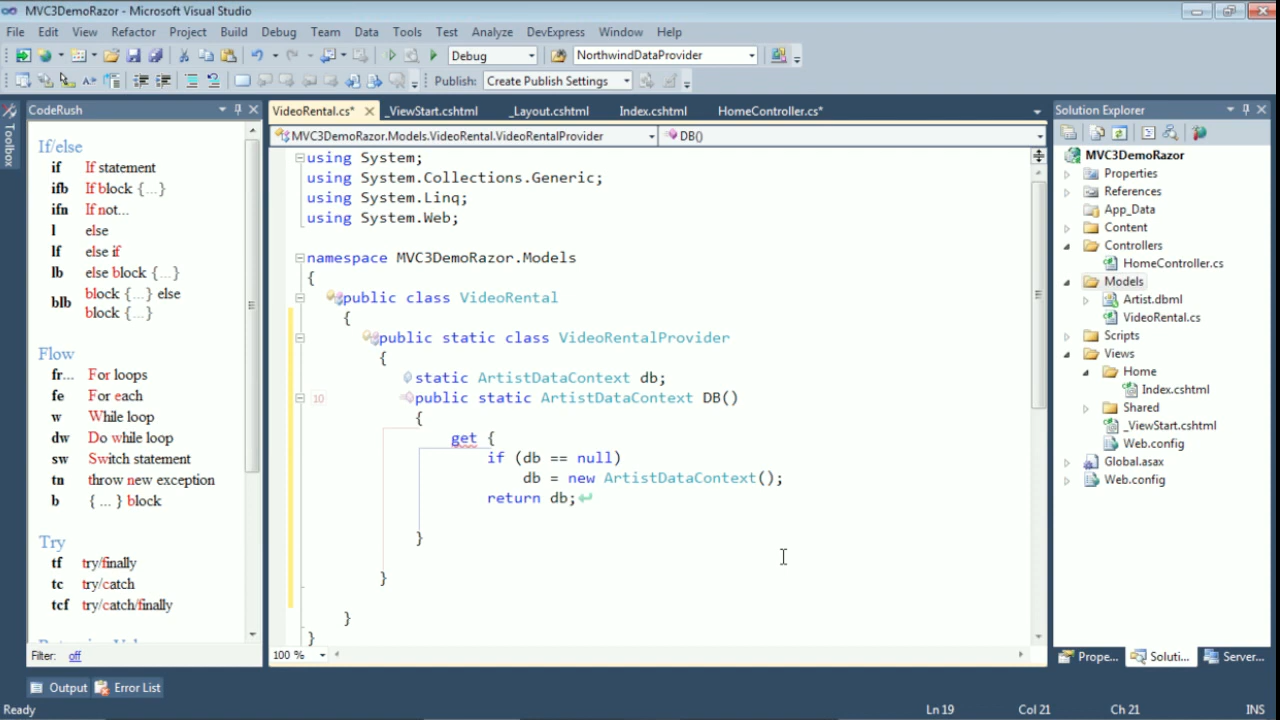 MVC3DemoRazor - Microsoft Visual Studio
File Edit View Refactor Project Build Debug Team Data Tools Test Analyze DevExpress Window Help
Debug NorthwindDataProvider
Publish: Create Publish Settings
CodeRush
VideoRental.cs* _ViewStart.cshtml _Layout.cshtml Index.cshtml HomeController.cs*
Solution Explorer
Toolbox
MVC3DemoRazor.Models.VideoRental.VideoRentalProvider DB()
If/else
if If statement
ifb If block {...}
ifn If not...
l else
lf else if
lb else block {...}
blb block {...} else
block {...}
Flow
fr... For loops
fe For each
w While loop
dw Do while loop
sw Switch statement
tn throw new exception
b { ... } block
Try
tf try/finally
tc try/catch
tcf try/catch/finally
Filter: off
using System;
using System.Collections.Generic;
using System.Linq;
using System.Web;
namespace MVC3DemoRazor.Models
{
public class VideoRental
{
public static class VideoRentalProvider
{
static ArtistDataContext db;
10 public static ArtistDataContext DB()
{
get {
if (db == null)
db = new ArtistDataContext();
return db;
}
}
}
}
100 %
MVC3DemoRazor
Properties
References
App_Data
Content
Controllers
HomeController.cs
Models
Artist.dbml
VideoRental.cs
Scripts
Views
Home
Index.cshtml
Shared
_ViewStart.cshtml
Web.config
Global.asax
Web.config
Prope... Soluti... Server...
Output Error List
Ready Ln 19 Col 21 Ch 21 INS